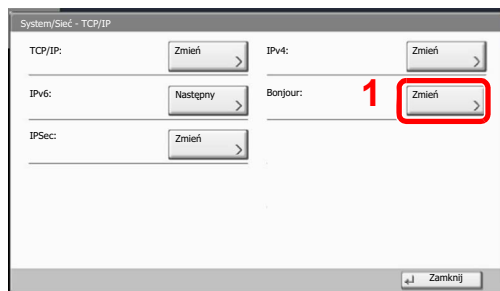 System/Sieć - TCP/IP
TCP/IP: Zmień IPv4: Zmień
IPv6: Następny Bonjour: 1 Zmień
IPSec: Zmień
Zamknij